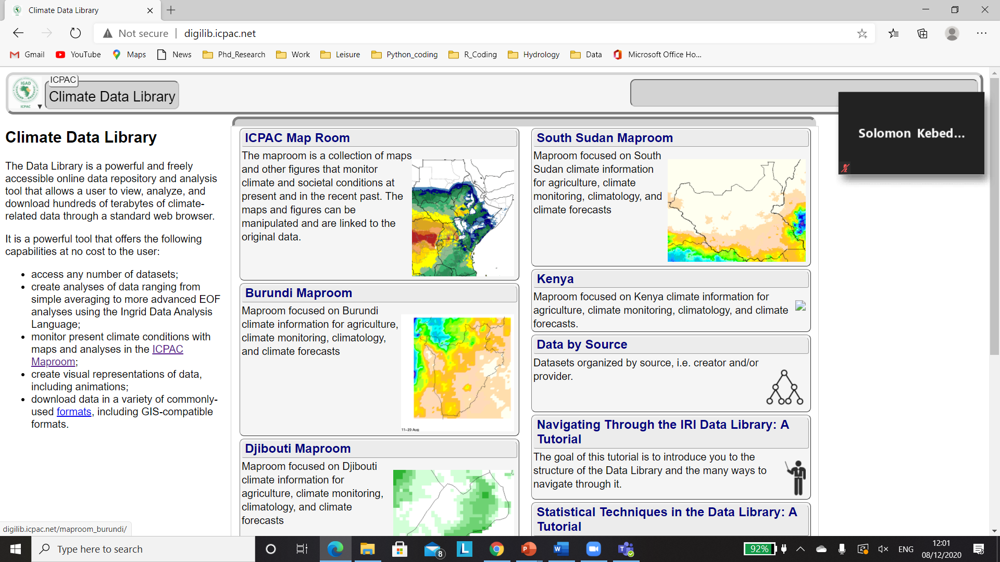 Climate Data Library
Not secure | digilib.icpac.net
Gmail YouTube Maps News Phd_Research Work Leisure Python_coding R_Coding Hydrology Data Microsoft Office Ho...
IGAD
ICPAC
ICPAC
Climate Data Library
Solomon Kebed...
Climate Data Library
The Data Library is a powerful and freely
accessible online data repository and analysis
tool that allows a user to view, analyze, and
download hundreds of terabytes of climate-
related data through a standard web browser.
It is a powerful tool that offers the following
capabilities at no cost to the user:
• access any number of datasets;
• create analyses of data ranging from
simple averaging to more advanced EOF
analyses using the Ingrid Data Analysis
Language;
• monitor present climate conditions with
maps and analyses in the ICPAC
Maproom;
• create visual representations of data,
including animations;
• download data in a variety of commonly-
used formats, including GIS-compatible
formats.
ICPAC Map Room
The maproom is a collection of maps
and other figures that monitor
climate and societal conditions at
present and in the recent past. The
maps and figures can be
manipulated and are linked to the
original data.
Burundi Maproom
Maproom focused on Burundi
climate information for agriculture,
climate monitoring, climatology,
and climate forecasts
11-20 Aug
Djibouti Maproom
Maproom focused on Djibouti
climate information for
agriculture, climate monitoring,
climatology, and climate
forecasts
South Sudan Maproom
Maproom focused on South
Sudan climate information
for agriculture, climate
monitoring, climatology, and
climate forecasts
Kenya
Maproom focused on Kenya climate information for
agriculture, climate monitoring, climatology, and climate
forecasts.
Data by Source
Datasets organized by source, i.e. creator and/or
provider.
Navigating Through the IRI Data Library: A
Tutorial
The goal of this tutorial is to introduce you to the
structure of the Data Library and the many ways to
navigate through it.
Statistical Techniques in the Data Library: A
Tutorial
digilib.icpac.net/maproom_burundi/
Type here to search
8
L
P
W
T
92%
ENG
12:01
08/12/2020